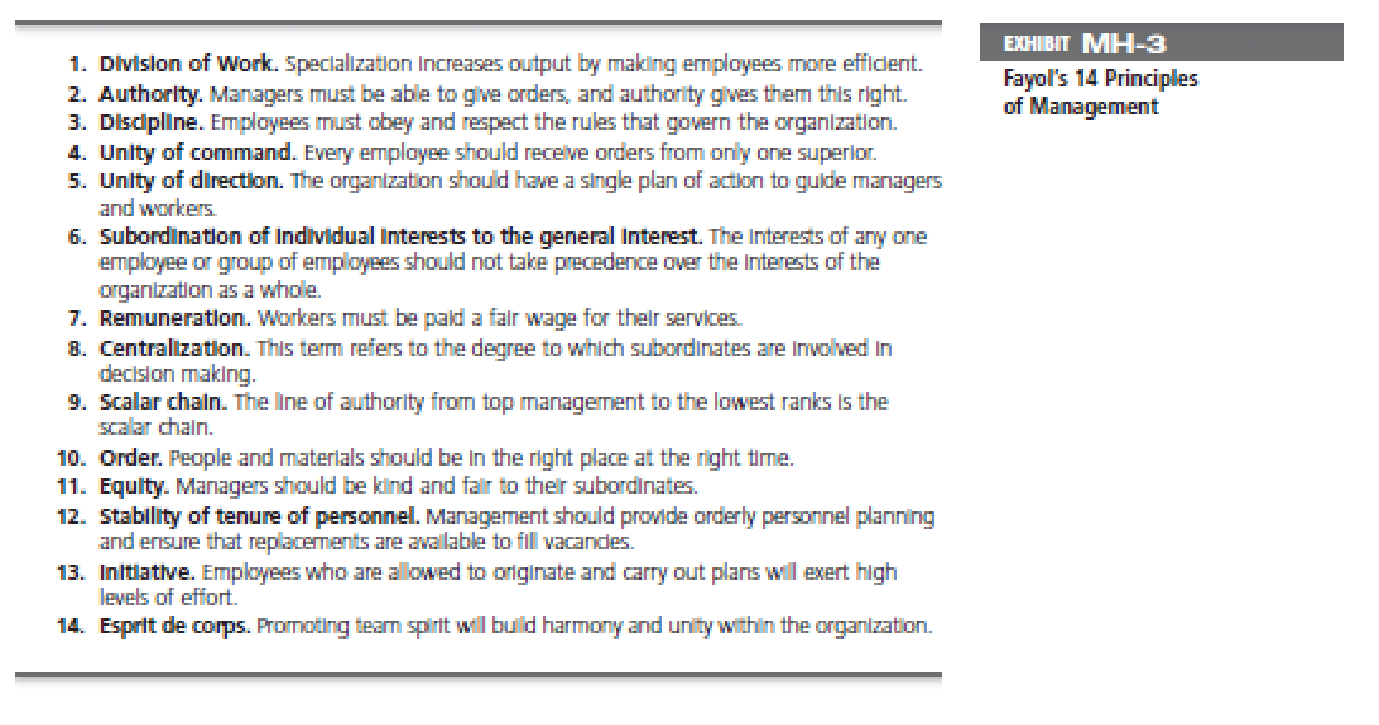 1. Division of Work. Specialization increases output by making employees more efficient.
2. Authority. Managers must be able to give orders, and authority gives them this right.
3. Discipline. Employees must obey and respect the rules that govern the organization.
4. Unity of command. Every employee should receive orders from only one superior.
5. Unity of direction. The organization should have a single plan of action to guide managers
and workers.
6. Subordination of individual interests to the general interest. The interests of any one
employee or group of employees should not take precedence over the interests of the
organization as a whole.
7. Remuneration. Workers must be paid a fair wage for their services.
8. Centralization. This term refers to the degree to which subordinates are involved in
decision making.
9. Scalar chain. The line of authority from top management to the lowest ranks is the
scalar chain.
10. Order. People and materials should be in the right place at the right time.
11. Equity. Managers should be kind and fair to their subordinates.
12. Stability of tenure of personnel. Management should provide orderly personnel planning
and ensure that replacements are available to fill vacancies.
13. Initiative. Employees who are allowed to originate and carry out plans will exert high
levels of effort.
14. Esprit de corps. Promoting team spirit will build harmony and unity within the organization.
EXHIBIT MH-3
Fayol's 14 Principles
of Management